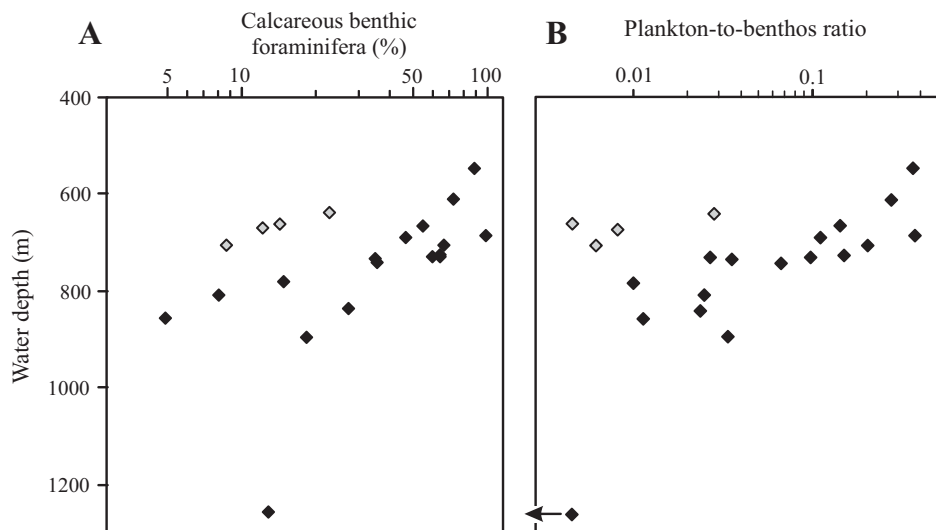 A
Calcareous benthic
foraminifera (%)
5 10 50 100
B
Plankton-to-benthos ratio
0.01 0.1
Water depth (m)
400
600
800
1000
1200